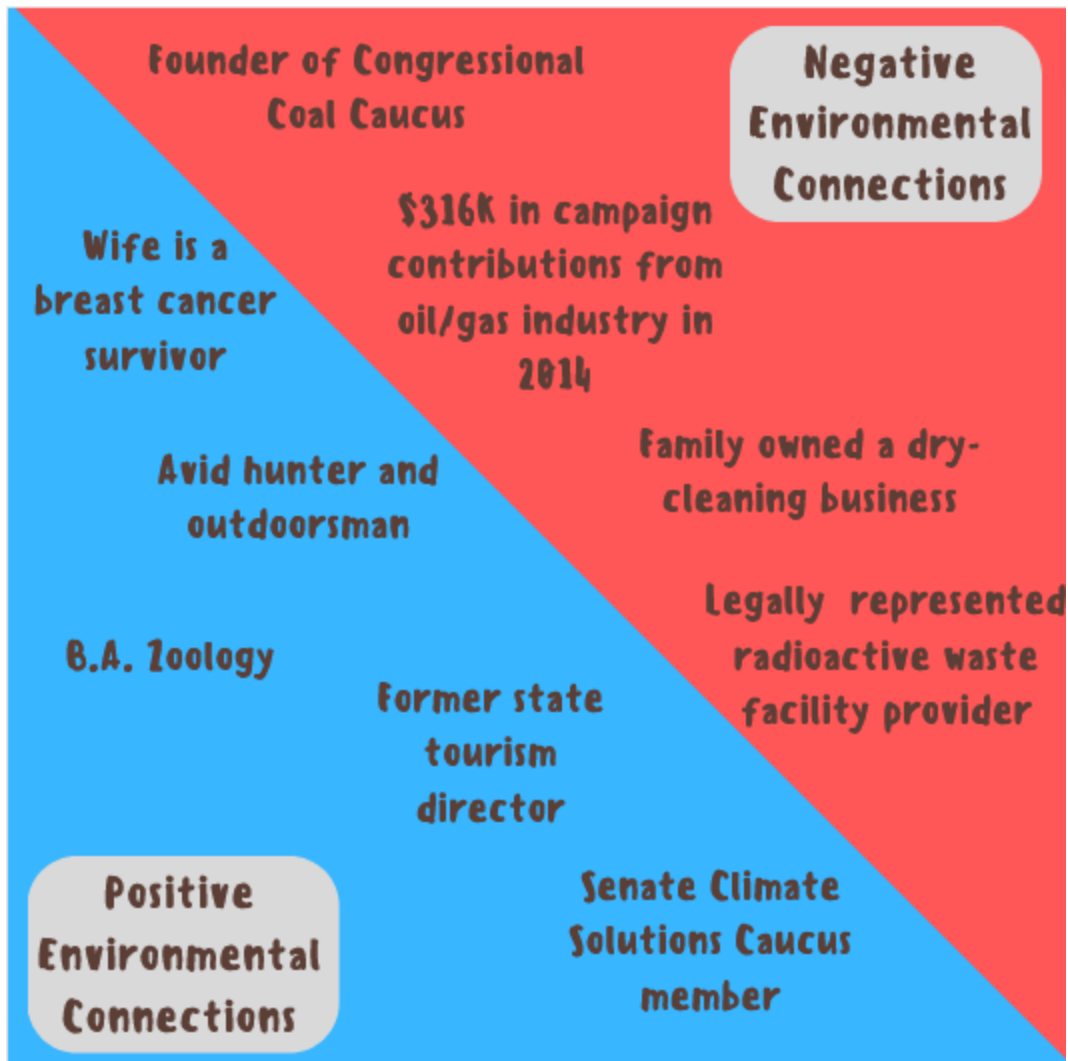 Founder of Congressional
Coal Caucus
Negative
Environmental
Connections
$316K in campaign
contributions from
oil/gas industry in
2014
Wife is a
breast cancer
survivor
Family owned a dry-
cleaning business
Avid hunter and
outdoorsman
Legally represented
radioactive waste
facility provider
B.A. Zoology
Former state
tourism
director
Positive
Environmental
Connections
Senate Climate
Solutions Caucus
member